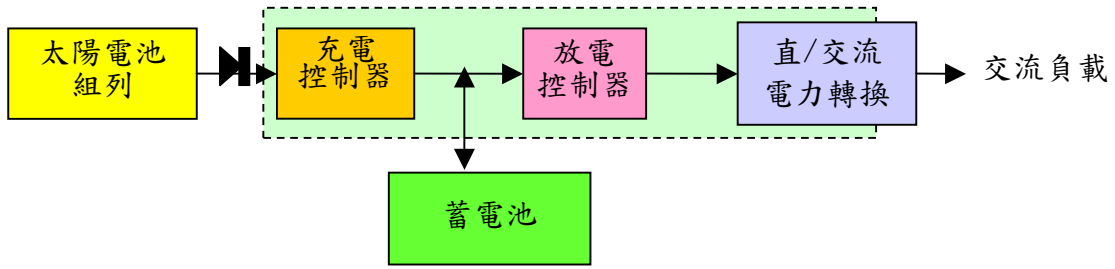 太陽電池
組列
充電
控制器
放電
控制器
直/交流
電力轉換
交流負載
蓄電池